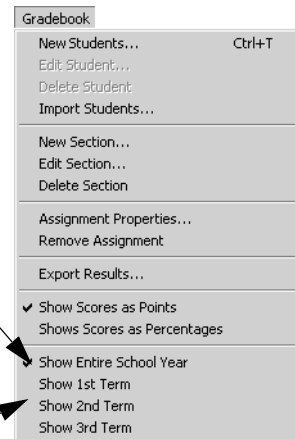 Gradebook
New Students... Ctrl+T
Edit Student...
Delete Student
Import Students...
New Section...
Edit Section...
Delete Section
Assignment Properties...
Remove Assignment
Export Results...
Show Scores as Points
Shows Scores as Percentages
Show Entire School Year
Show 1st Term
Show 2nd Term
Show 3rd Term